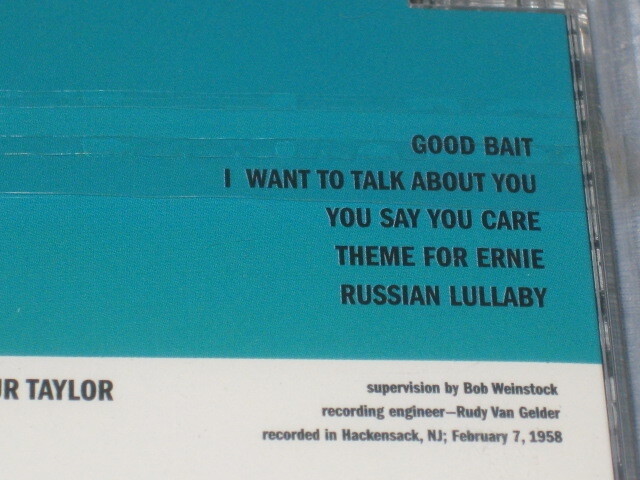 GOOD BAIT
I WANT TO TALK ABOUT YOU
YOU SAY YOU CARE
THEME FOR ERNIE
RUSSIAN LULLABY
UR TAYLOR
supervision by Bob Weinstock
recording engineer—Rudy Van Gelder
recorded in Hackensack, NJ; February 7, 1958